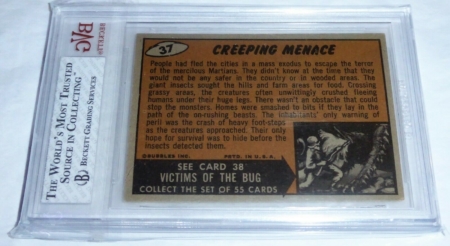 BECKETT
BVG
THE WORLD'S MOST TRUSTED
SOURCE IN COLLECTING™
B BECKETT GRADING SERVICES
37
CREEPING MENACE
People had fled the cities in a mass exodus to escape the terror
of the merciless Martians. They didn't know at the time that they
would not be any safer in the country or in wooded areas. The
giant insects sought the hills and farm areas for food. Crossing
grassy areas, the creatures often unwittingly crushed fleeing
humans under their huge legs. There wasn't an obstacle that could
stop the monsters. Homes were smashed to bits if they lay in the
path of the on-rushing beasts. The inhabitants' only warning of
peril was the crash of heavy foot-steps
as the creatures approached. Their only
hope for survival was to hide before the
insects detected them.
©BUBBLES INC. PRTD. IN U.S.A.
SEE CARD 38
VICTIMS OF THE BUG
COLLECT THE SET OF 55 CARDS